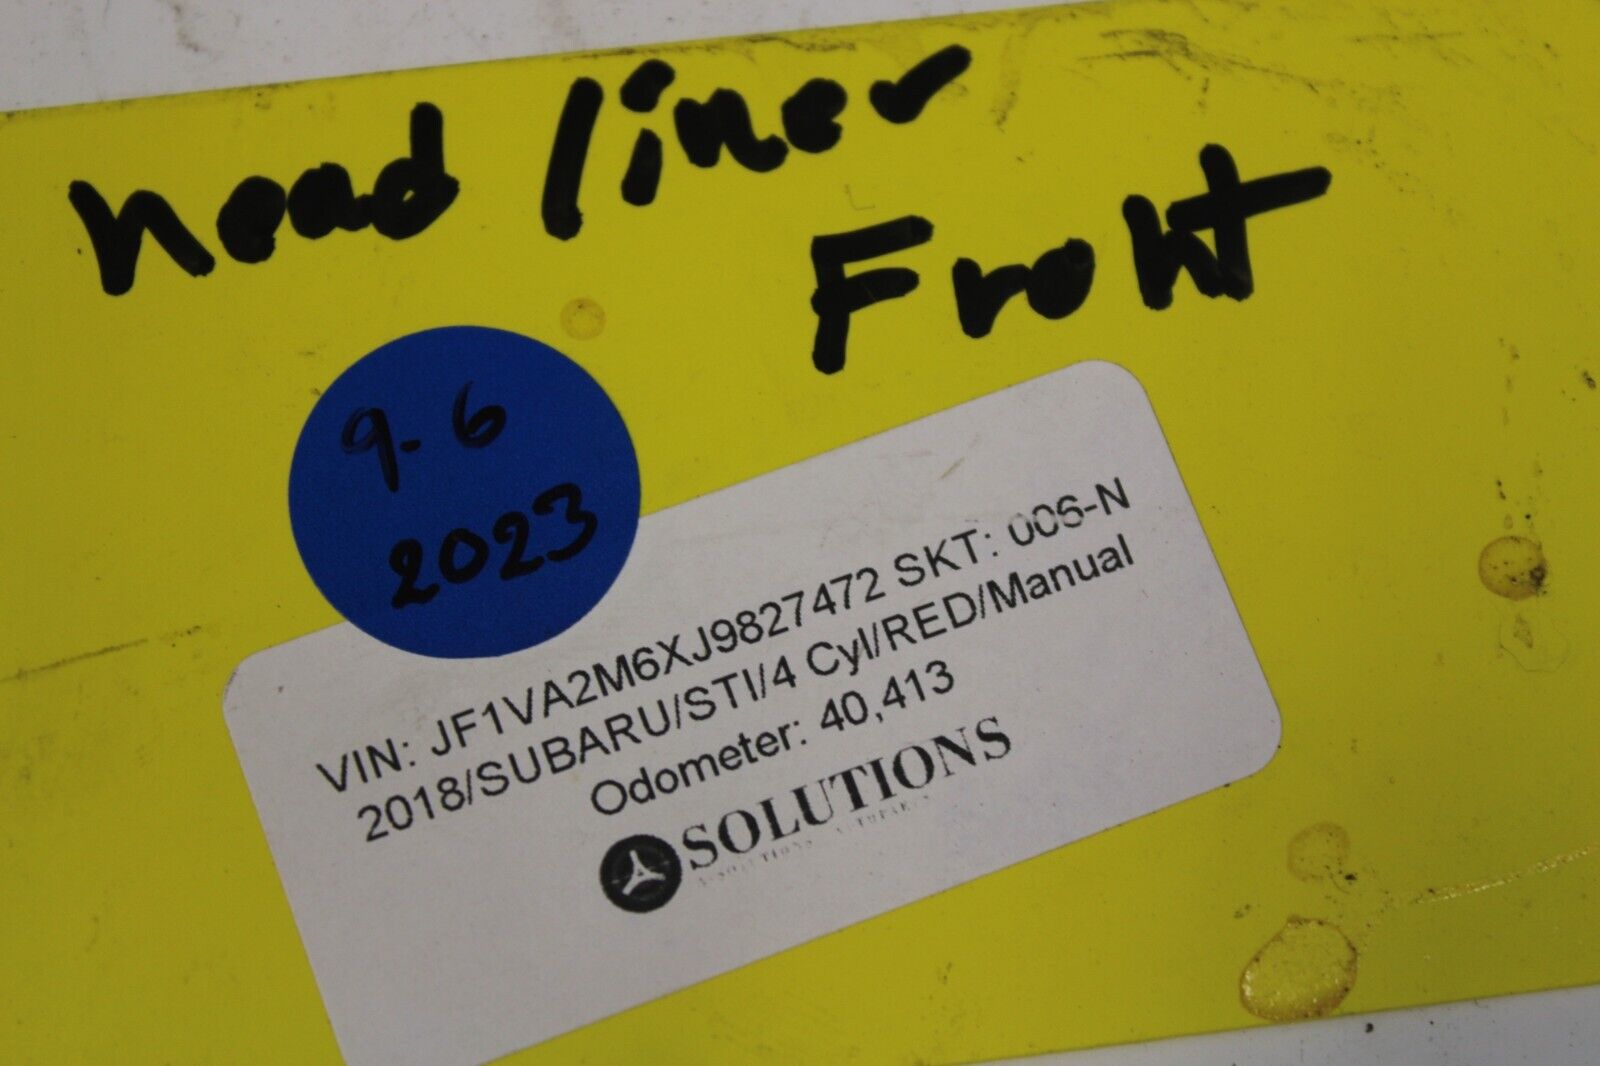 head liner
Front
9-6
2023
VIN: JF1VA2M6XJ9827472 SKT: 006-N
2018/SUBARU/STI/4 Cyl/RED/Manual
Odometer: 40,413
SOLUTIONS